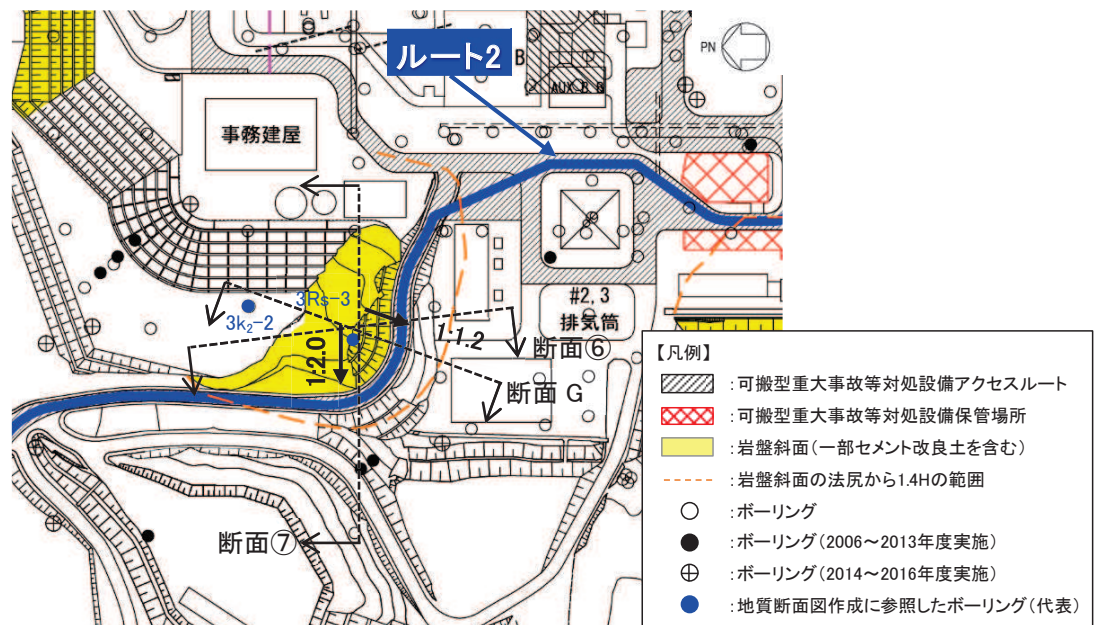 ルート2
PN
B
AUX B G
事務建屋
3Rs-3
3k₂-2
1:2.0
1:1.2
#2, 3
排気筒
断面⑥
断面 G
断面⑦
【凡例】
:可搬型重大事故等対処設備アクセスルート
:可搬型重大事故等対処設備保管場所
:岩盤斜面(一部セメント改良土を含む)
:岩盤斜面の法尻から1.4Hの範囲
:ボーリング
:ボーリング(2006～2013年度実施)
:ボーリング(2014～2016年度実施)
:地質断面図作成に参照したボーリング(代表)